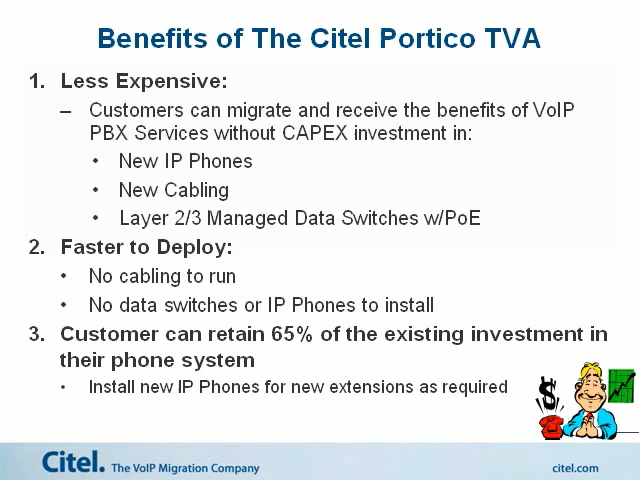 Benefits of The Citel Portico TVA
1. Less Expensive:
– Customers can migrate and receive the benefits of VoIP
PBX Services without CAPEX investment in:
• New IP Phones
• New Cabling
• Layer 2/3 Managed Data Switches w/PoE
2. Faster to Deploy:
• No cabling to run
• No data switches or IP Phones to install
3. Customer can retain 65% of the existing investment in
their phone system
• Install new IP Phones for new extensions as required
$
Citel. The VoIP Migration Company
citel.com